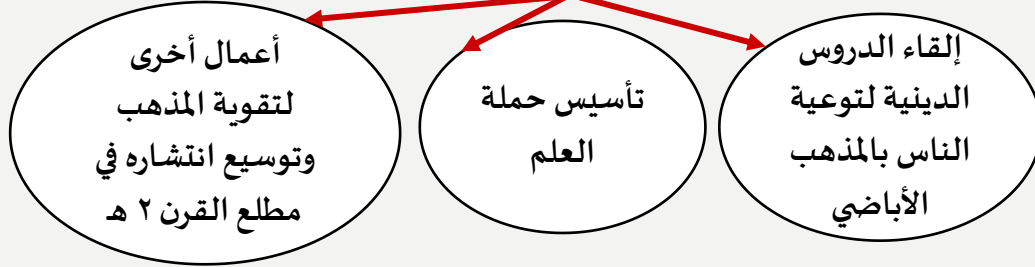 إلقاء الدروس
الدينية لتوعية
الناس بالمذهب
الأباضي
تأسيس حملة
العلم
أعمال أخرى
لتقوية المذهب
وتوسيع انتشاره في
مطلع القرن ٢ هـ